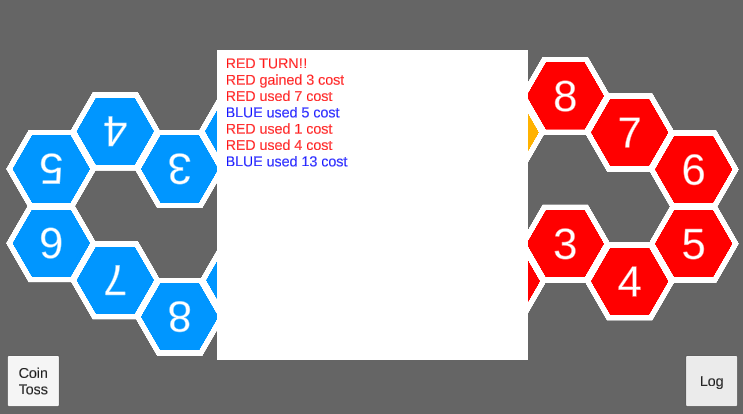 RED TURN!!
RED gained 3 cost
RED used 7 cost
BLUE used 5 cost
RED used 1 cost
RED used 4 cost
BLUE used 13 cost
4
5
3
6
7
8
8
7
6
3
5
4
Coin
Toss
Log